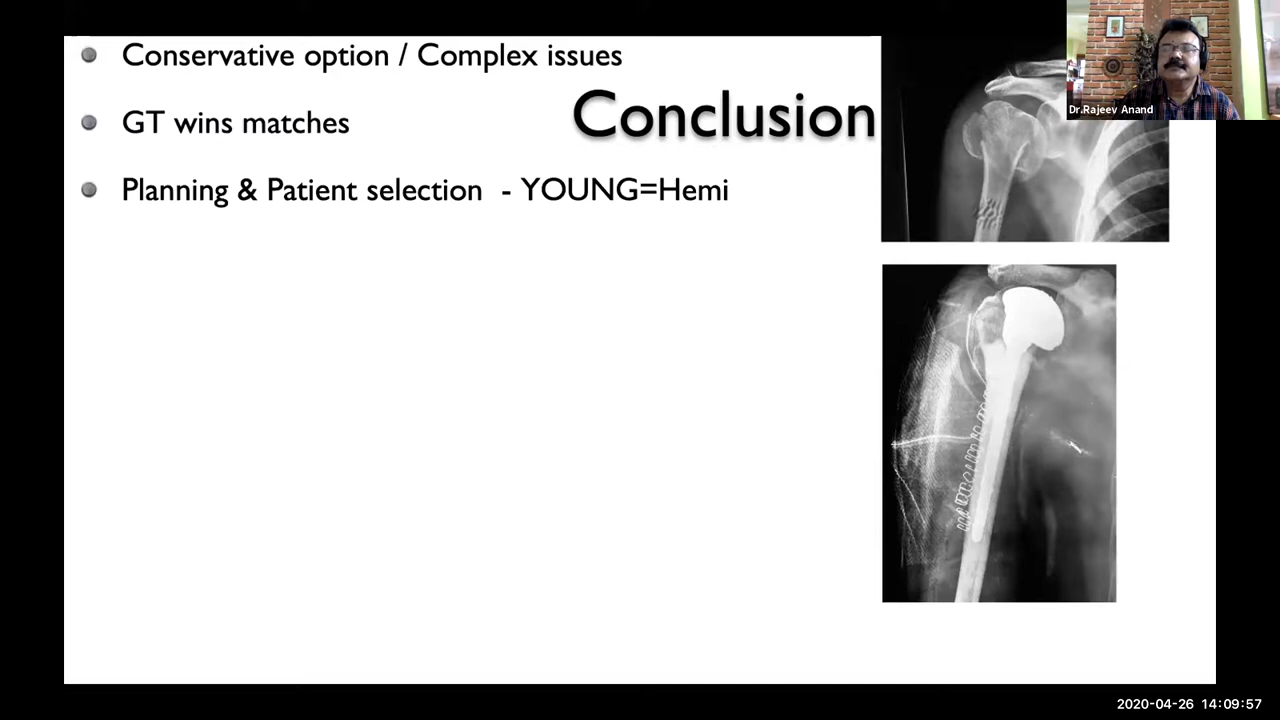 Conservative option / Complex issues
Conclusion
GT wins matches
Planning & Patient selection - YOUNG=Hemi
Dr.Rajeev Anand
2020-04-26 14:09:57